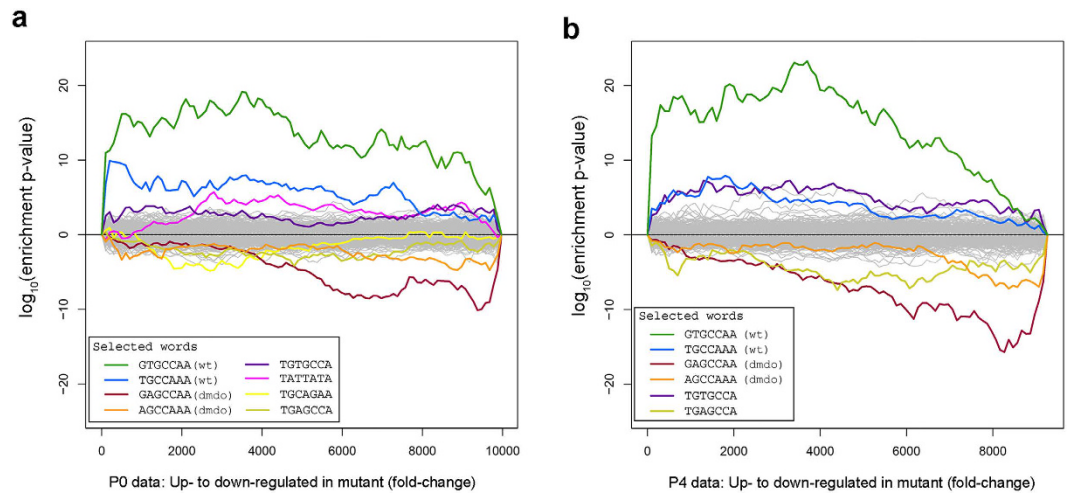 a
log10(enrichment p-value)
20
10
0
−10
−20
Selected words
GTGCCAA(wt)
TGCCAAA(wt)
GAGCCAA(dmdo)
AGCCAAA(dmdo)
TGTGCCA
TATTATA
TGCAGAA
TGAGCCA
0 2000 4000 6000 8000 10000
P0 data: Up- to down-regulated in mutant (fold-change)
b
log10(enrichment p-value)
20
10
0
−10
−20
Selected words
GTGCCAA (wt)
TGCCAAA (wt)
GAGCCAA (dmdo)
AGCCAAA (dmdo)
TGTGCCA
TGAGCCA
0 2000 4000 6000 8000
P4 data: Up- to down-regulated in mutant (fold-change)